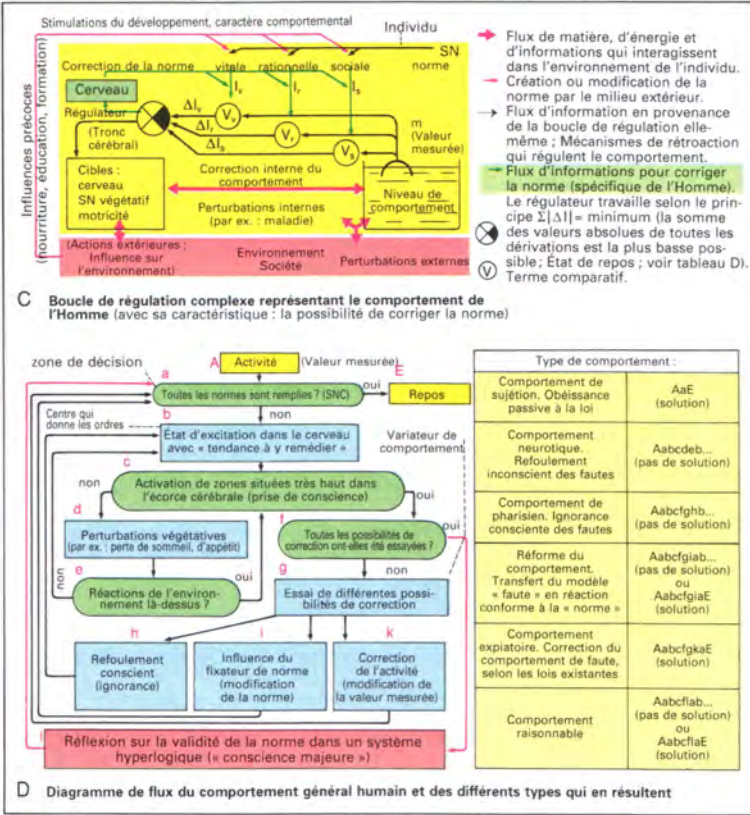 Stimulations du développement, caractère comportemental
Individu
SN
norme
Correction de la norme vitale rationnelle sociale
Cerveau
Régulateur
(Tronc
cérébral)
ΔIv
ΔIr
ΔIs
Iv
Ir
Is
Vv
Vr
Vs
m
(Valeur
mesurée)
Influences précoces
(nourriture, éducation, formation)
Cibles :
cerveau
SN végétatif
motricité
Correction interne du
comportement
Perturbations internes
(par ex. : maladie)
Niveau de
comportement
(Actions extérieures :
Influence sur
l'environnement)
Environnement
Société
Perturbations externes
Flux de matière, d'énergie et
d'informations qui interagissent
dans l'environnement de l'individu.
Création ou modification de la
norme par le milieu extérieur.
Flux d'information en provenance
de la boucle de régulation elle-
même ; Mécanismes de rétroaction
qui régulent le comportement.
Flux d'informations pour corriger
la norme (spécifique de l'Homme).
Le régulateur travaille selon le prin-
cipe Σ|ΔI| = minimum (la somme
des valeurs absolues de toutes les
dérivations est la plus basse pos-
sible ; État de repos ; voir tableau D).
V Terme comparatif.
C Boucle de régulation complexe représentant le comportement de
l'Homme (avec sa caractéristique : la possibilité de corriger la norme)
zone de décision
a
A
Activité
(Valeur mesurée)
E
Toutes les normes sont remplies ? (SNC)
oui
Repos
non
Centre qui
donne les ordres
b
État d'excitation dans le cerveau
avec « tendance à y remédier »
Variateur de
comportement
c
non
Activation de zones situées très haut dans
l'écorce cérébrale (prise de conscience)
oui
d
Perturbations végétatives
(par ex. : perte de sommeil, d'appétit)
f
Toutes les possibilités de
correction ont-elles été essayées ?
oui
non
e
Réactions de l'environ-
nement là-dessus ?
oui
non
g
Essai de différentes possi-
bilités de correction
h
Refoulement
conscient
(ignorance)
i
Influence du
fixateur de norme
(modification
de la norme)
k
Correction
de l'activité
(modification de
la valeur mesurée)
l
Réflexion sur la validité de la norme dans un système
hyperlogique (« conscience majeure »)
Type de comportement :
Comportement de
sujétion. Obéissance
passive à la loi
AaE
(solution)
Comportement
neurotique.
Refoulement
inconscient des fautes
Aabcdeb...
(pas de solution)
Comportement de
pharisien. Ignorance
consciente des fautes
Aabcfghb...
(pas de solution)
Réforme du
comportement.
Transfert du modèle
« faute » en réaction
conforme à la « norme »
Aabcfgiab...
(pas de solution)
ou
AabcfgiaE
(solution)
Comportement
expiatoire. Correction du
comportement de faute,
selon les lois existantes
AabcfgkaE
(solution)
Comportement
raisonnable
Aabcflab...
(pas de solution)
ou
AabcflaE
(solution)
D Diagramme de flux du comportement général humain et des différents types qui en résultent